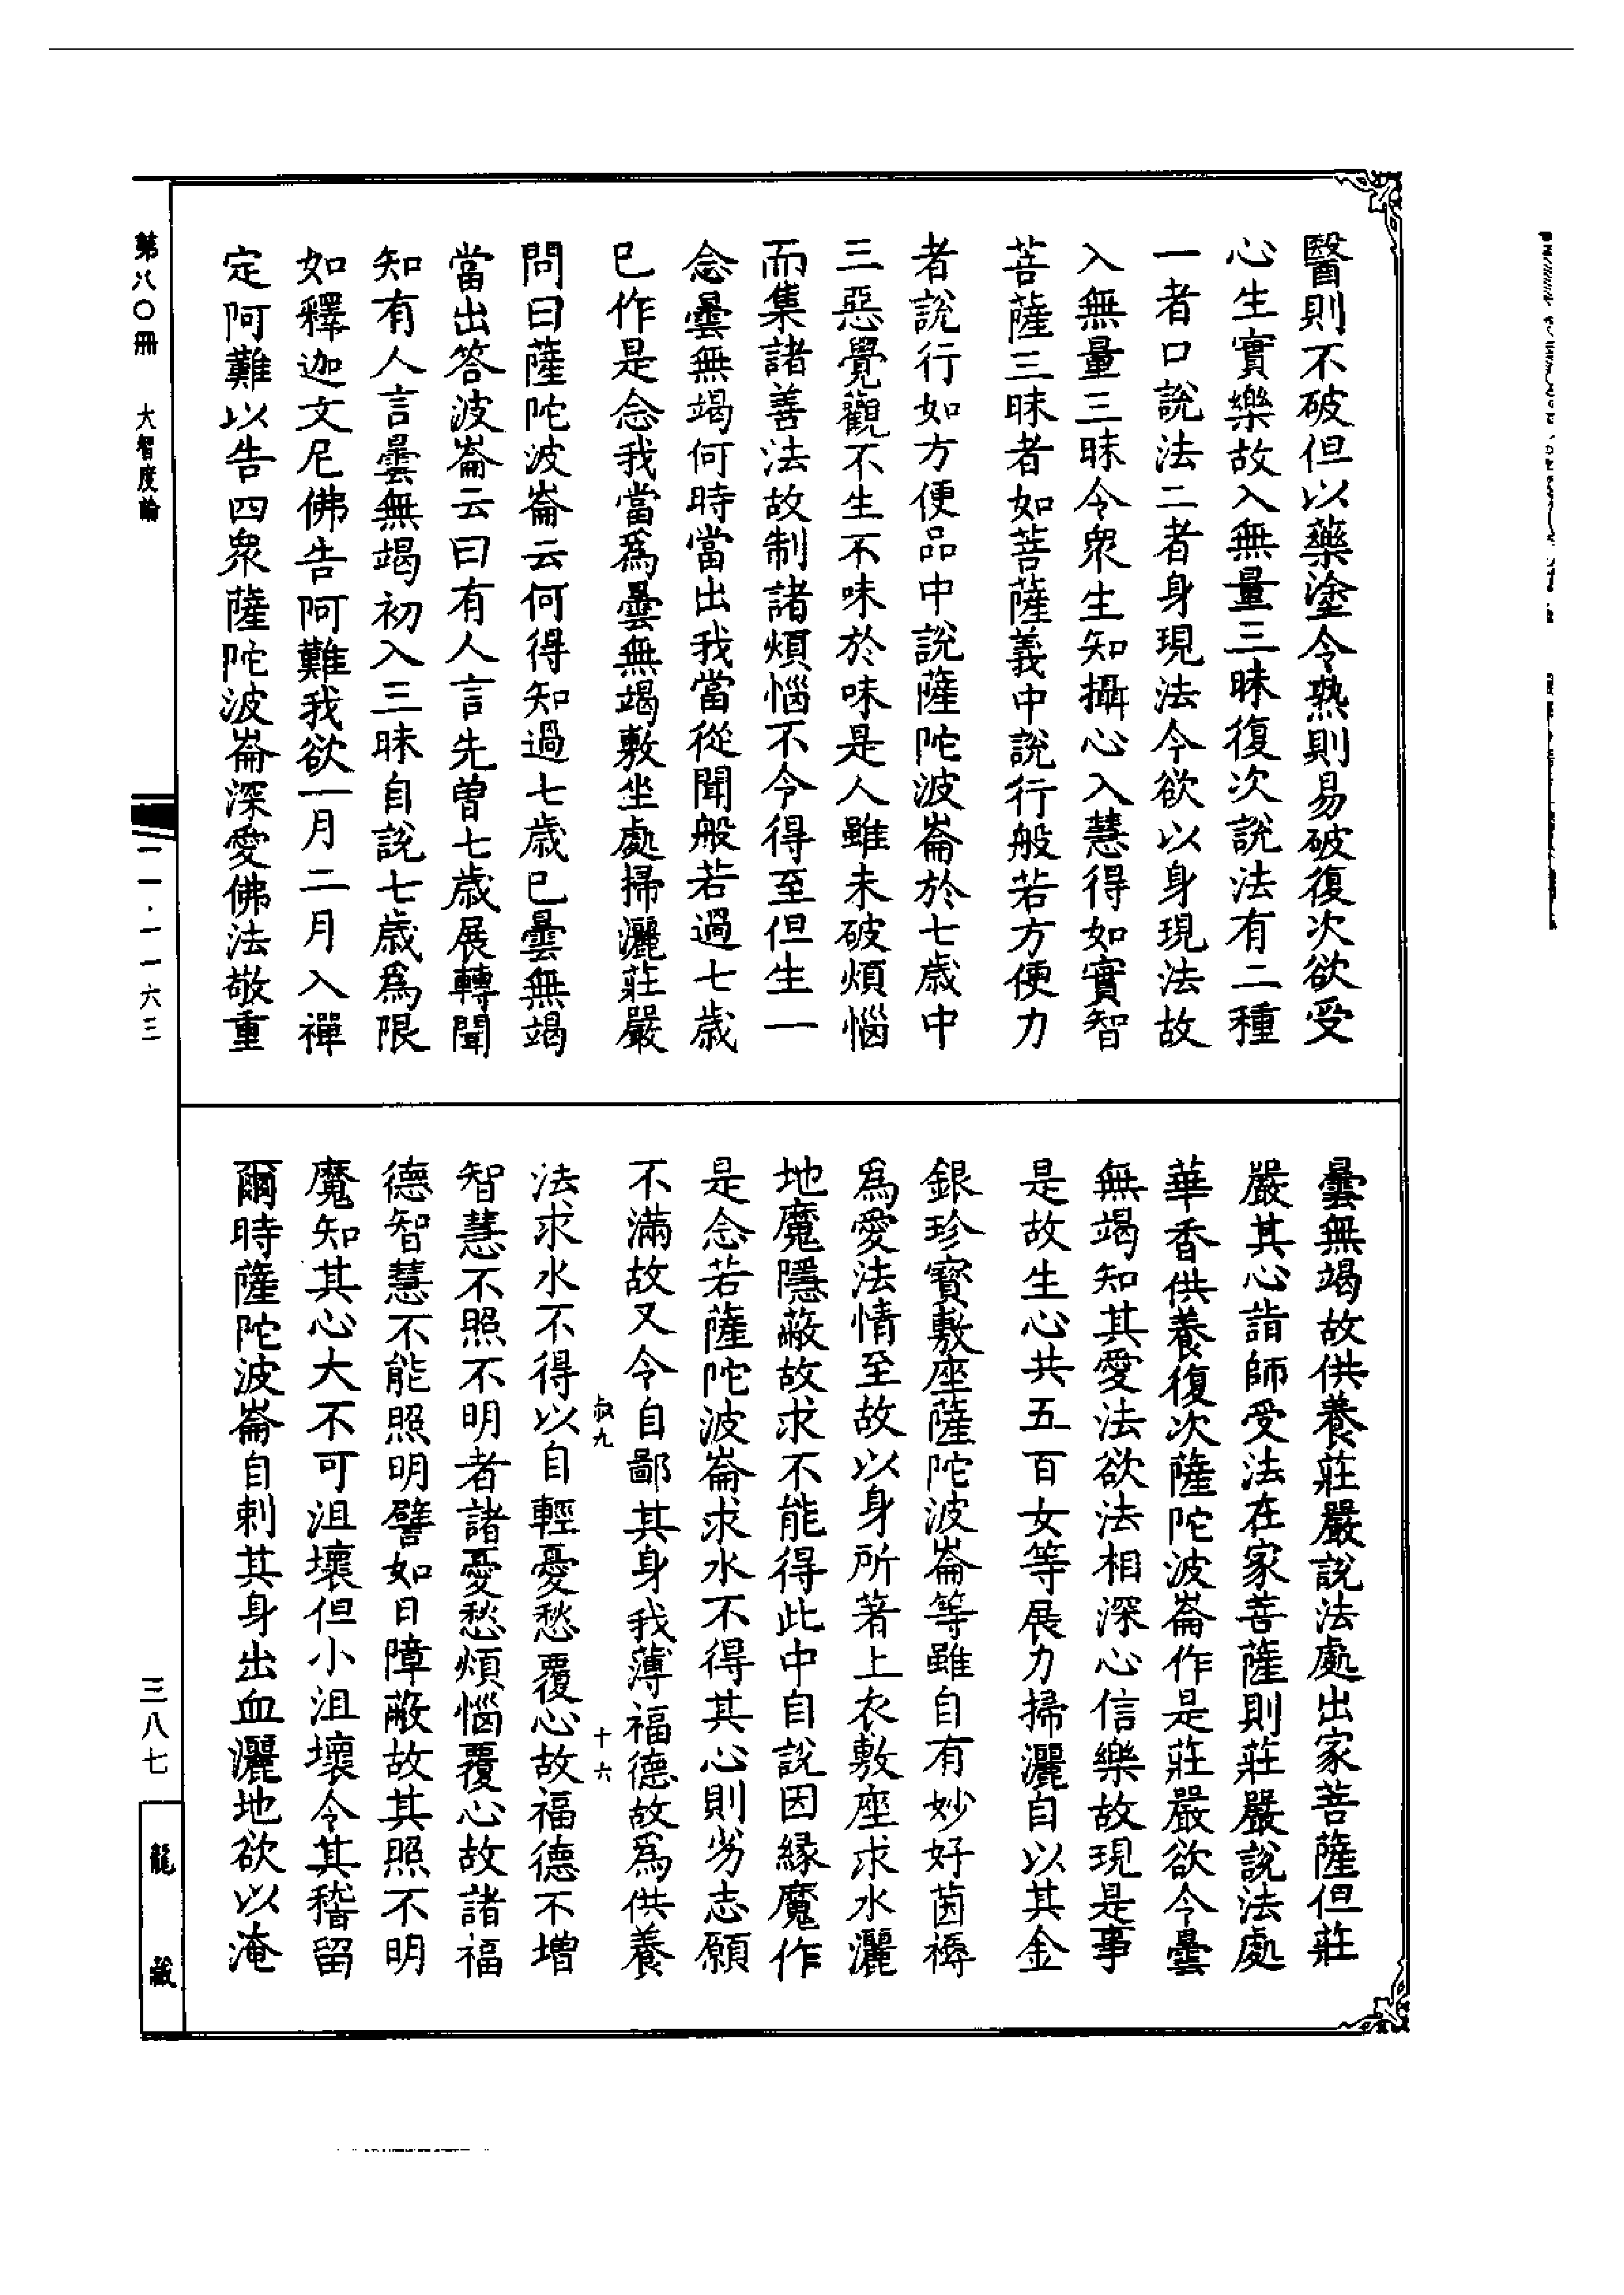 醫則不破但以藥塗令熟則易破復次欲受
心生實樂故入無量三昧復次說法有二種
一者口說法二者身現法今欲以身現法故
入無量三昧令衆生知攝心入慧得如實智
菩薩三昧者如菩薩義中說行般若方便力
者說行如方便品中說薩陀波崙於七歲中
三惡覺觀不生不味於味是人雖未破煩惱
而集諸善法故制諸煩惱不令得至但生一
念曇無竭何時當出我當從聞般若過七歲
已作是念我當爲曇無竭敷坐處掃灑莊嚴
問曰薩陀波崙云何得知過七歲已曇無竭
當出答波崙云曰有人言先曽七歲展轉聞
知有人言曇無竭初入三昧自說七歲爲限
如釋迦文尼佛告阿難我欲一月二月入禪
定阿難以告四衆薩陀波崙深愛佛法敬重
曇無竭故供養莊嚴說法處出家菩薩但莊
嚴其心詣師受法在家菩薩則莊嚴說法處
華香供養復次薩陀波崙作是莊嚴欲令曇
無竭知其愛法欲法相深心信樂故現是事
是故生心共五百女等展力掃灑自以其金
銀珍寶敷座薩陀波崙等雖自有妙好茵褥
爲愛法情至故以身所著上衣敷座求水灑
地魔隱蔽故求不能得此中自說因緣魔作
是念若薩陀波崙求水不得其心則劣志願
不滿故又令自鄙其身我薄福德故爲供養
叔九　十六
法求水不得以自輕憂愁覆心故福德不增
智慧不照不明者諸憂愁煩惱覆心故諸福
德智慧不能照明譬如日障蔽故其照不明
魔知其心大不可沮壞但小沮壞令其稽留
爾時薩陀波崙自刺其身出血灑地欲以淹
第八〇冊　大智度論
一一·一一六三
三八七
龍藏